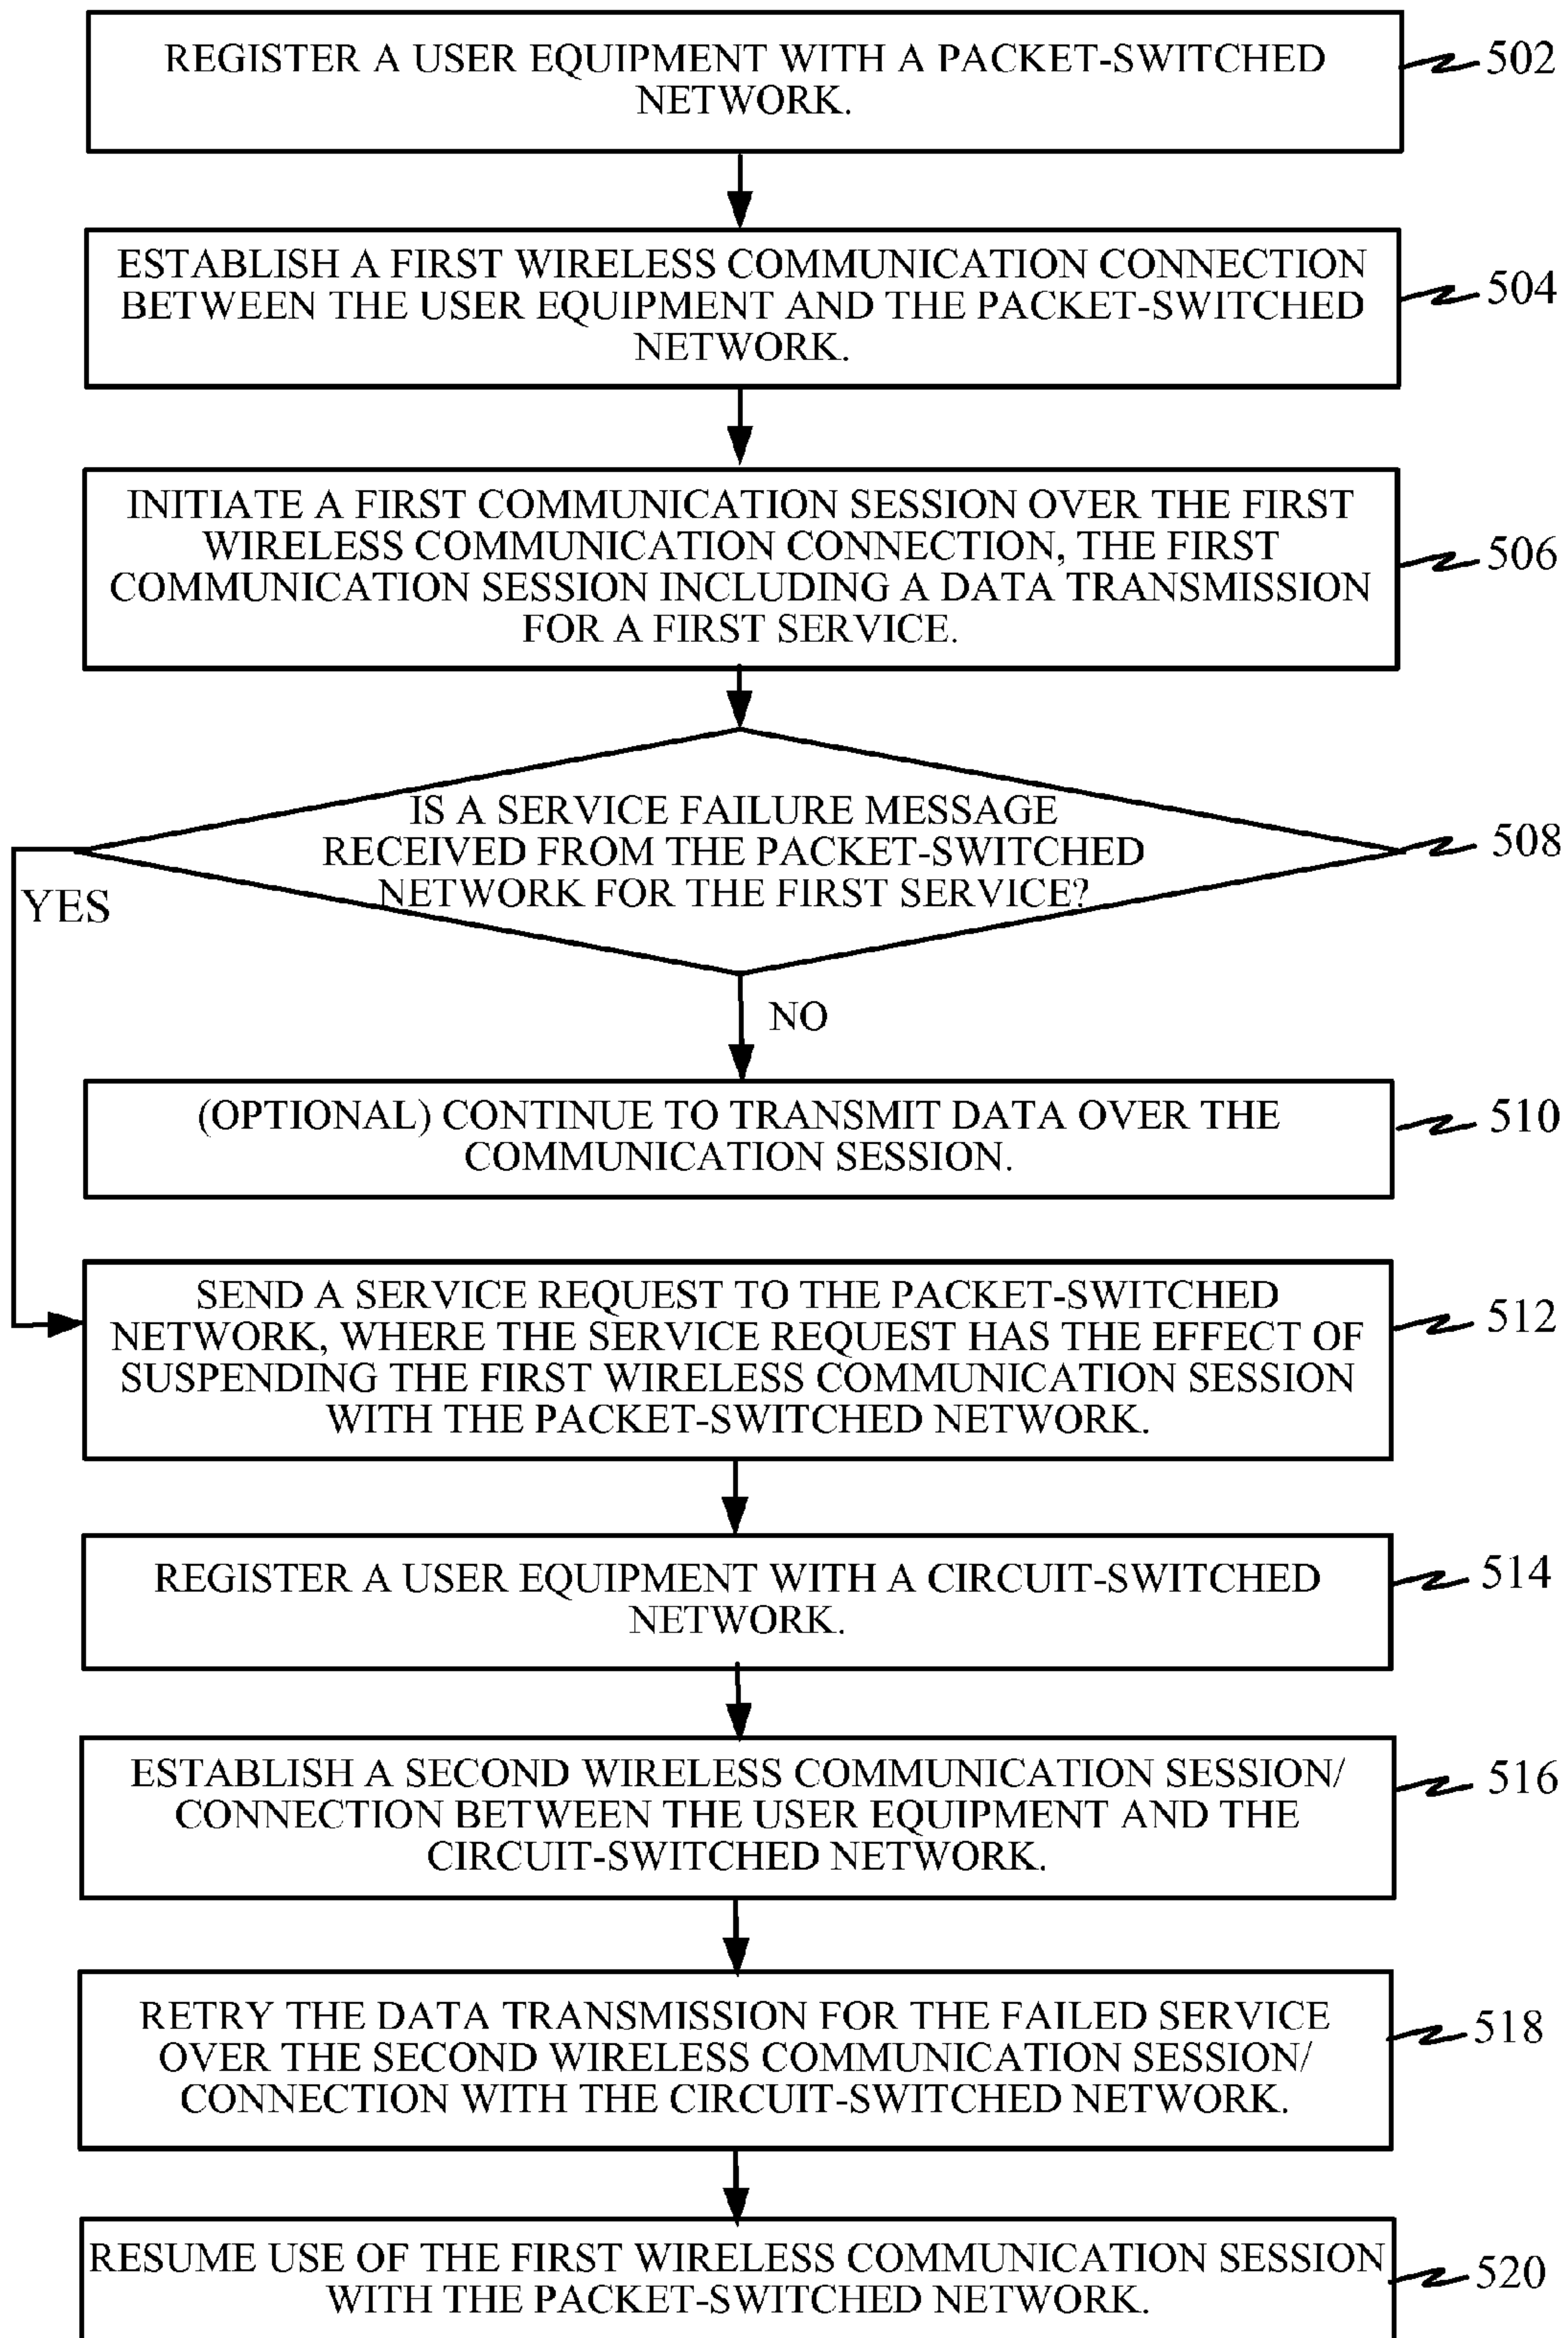 REGISTER A USER EQUIPMENT WITH A PACKET-SWITCHED
NETWORK.
502
ESTABLISH A FIRST WIRELESS COMMUNICATION CONNECTION
BETWEEN THE USER EQUIPMENT AND THE PACKET-SWITCHED
NETWORK.
504
INITIATE A FIRST COMMUNICATION SESSION OVER THE FIRST
WIRELESS COMMUNICATION CONNECTION, THE FIRST
COMMUNICATION SESSION INCLUDING A DATA TRANSMISSION
FOR A FIRST SERVICE.
506
IS A SERVICE FAILURE MESSAGE
RECEIVED FROM THE PACKET-SWITCHED
NETWORK FOR THE FIRST SERVICE?
508
YES
NO
(OPTIONAL) CONTINUE TO TRANSMIT DATA OVER THE
COMMUNICATION SESSION.
510
SEND A SERVICE REQUEST TO THE PACKET-SWITCHED
NETWORK, WHERE THE SERVICE REQUEST HAS THE EFFECT OF
SUSPENDING THE FIRST WIRELESS COMMUNICATION SESSION
WITH THE PACKET-SWITCHED NETWORK.
512
REGISTER A USER EQUIPMENT WITH A CIRCUIT-SWITCHED
NETWORK.
514
ESTABLISH A SECOND WIRELESS COMMUNICATION SESSION/
CONNECTION BETWEEN THE USER EQUIPMENT AND THE
CIRCUIT-SWITCHED NETWORK.
516
RETRY THE DATA TRANSMISSION FOR THE FAILED SERVICE
OVER THE SECOND WIRELESS COMMUNICATION SESSION/
CONNECTION WITH THE CIRCUIT-SWITCHED NETWORK.
518
RESUME USE OF THE FIRST WIRELESS COMMUNICATION SESSION
WITH THE PACKET-SWITCHED NETWORK.
520